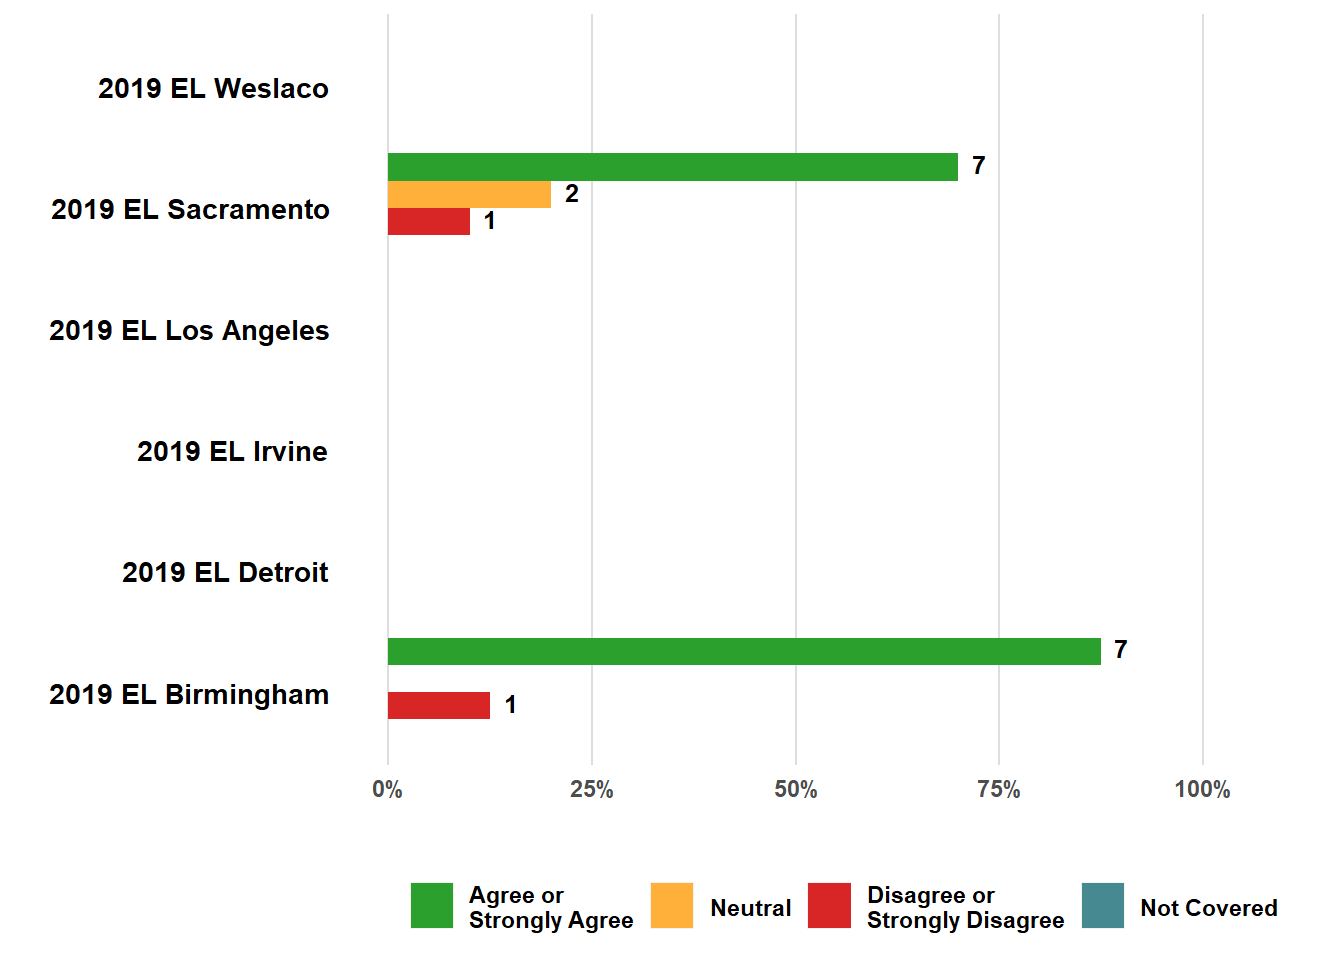 2019 EL Weslaco
7
2
2019 EL Sacramento
1
2019 EL Los Angeles
2019 EL Irvine
2019 EL Detroit
7
2019 EL Birmingham
1
0% 25% 50% 75% 100%
Agree or
Strongly Agree
Neutral
Disagree or
Strongly Disagree
Not Covered